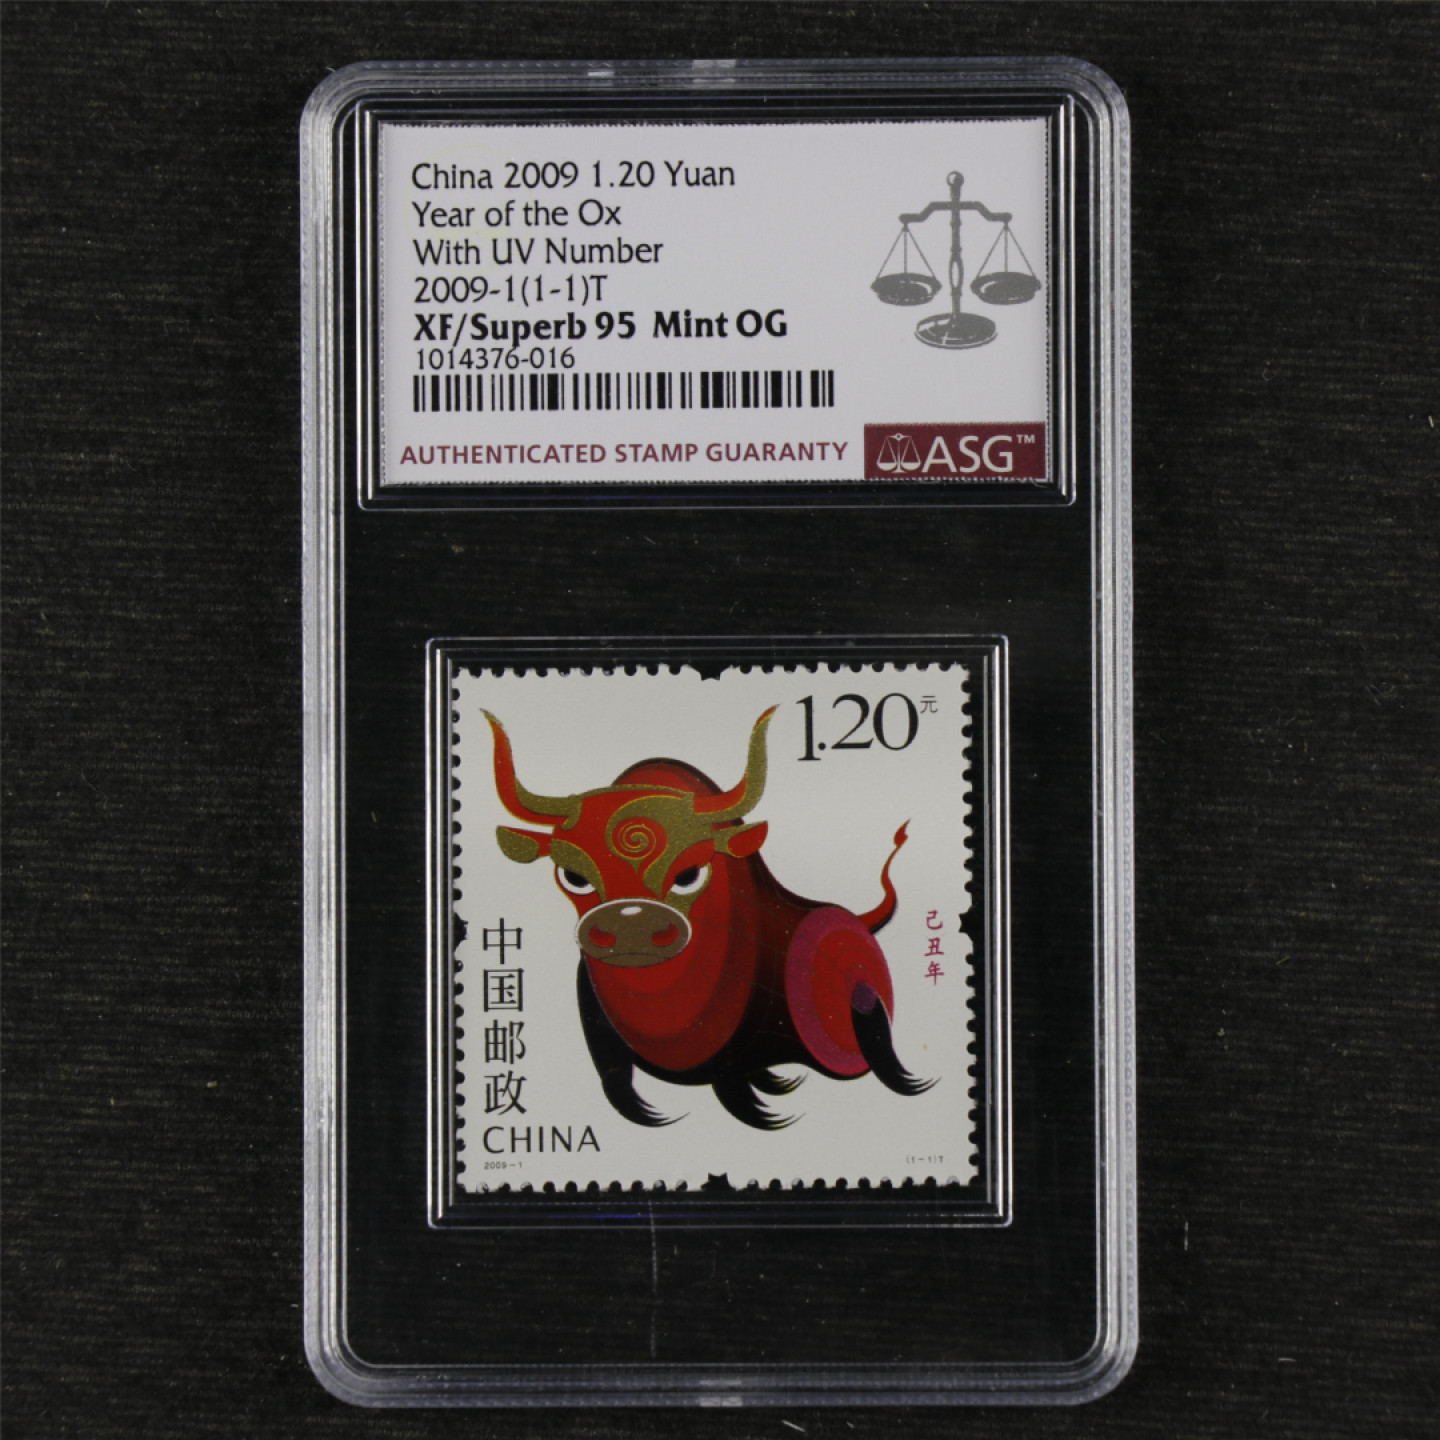 China 2009 1.20 Yuan
Year of the Ox
With UV Number
2009-1(1-1)T
XF/Superb 95 Mint OG
1014376-016
AUTHENTICATED STAMP GUARANTY
ASG™
1.20元
己丑年
中国邮政
CHINA
2009-1
(1-1)T